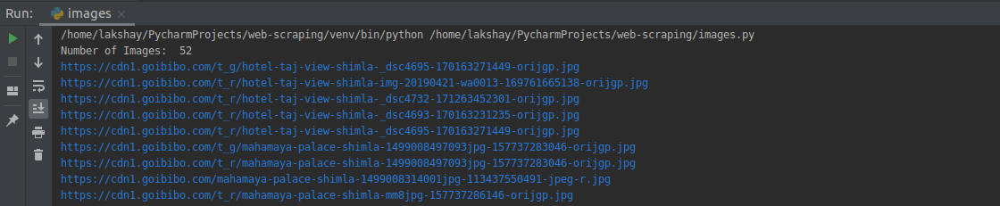 Run: images
/home/lakshay/PycharmProjects/web-scraping/venv/bin/python /home/lakshay/PycharmProjects/web-scraping/images.py
Number of Images:  52
https://cdn1.goibibo.com/t_g/hotel-taj-view-shimla-_dsc4695-170163271449-orijgp.jpg
https://cdn1.goibibo.com/t_r/hotel-taj-view-shimla-img-20190421-wa0013-169761665138-orijgp.jpg
https://cdn1.goibibo.com/t_r/hotel-taj-view-shimla-_dsc4732-171263452301-orijgp.jpg
https://cdn1.goibibo.com/t_r/hotel-taj-view-shimla-_dsc4693-170163231235-orijgp.jpg
https://cdn1.goibibo.com/t_r/hotel-taj-view-shimla-_dsc4695-170163271449-orijgp.jpg
https://cdn1.goibibo.com/t_g/mahamaya-palace-shimla-1499008497093jpg-157737283046-orijgp.jpg
https://cdn1.goibibo.com/t_r/mahamaya-palace-shimla-1499008497093jpg-157737283046-orijgp.jpg
https://cdn1.goibibo.com/mahamaya-palace-shimla-1499008314001jpg-113437550491-jpeg-r.jpg
https://cdn1.goibibo.com/t_r/mahamaya-palace-shimla-mm8jpg-157737286146-orijgp.jpg